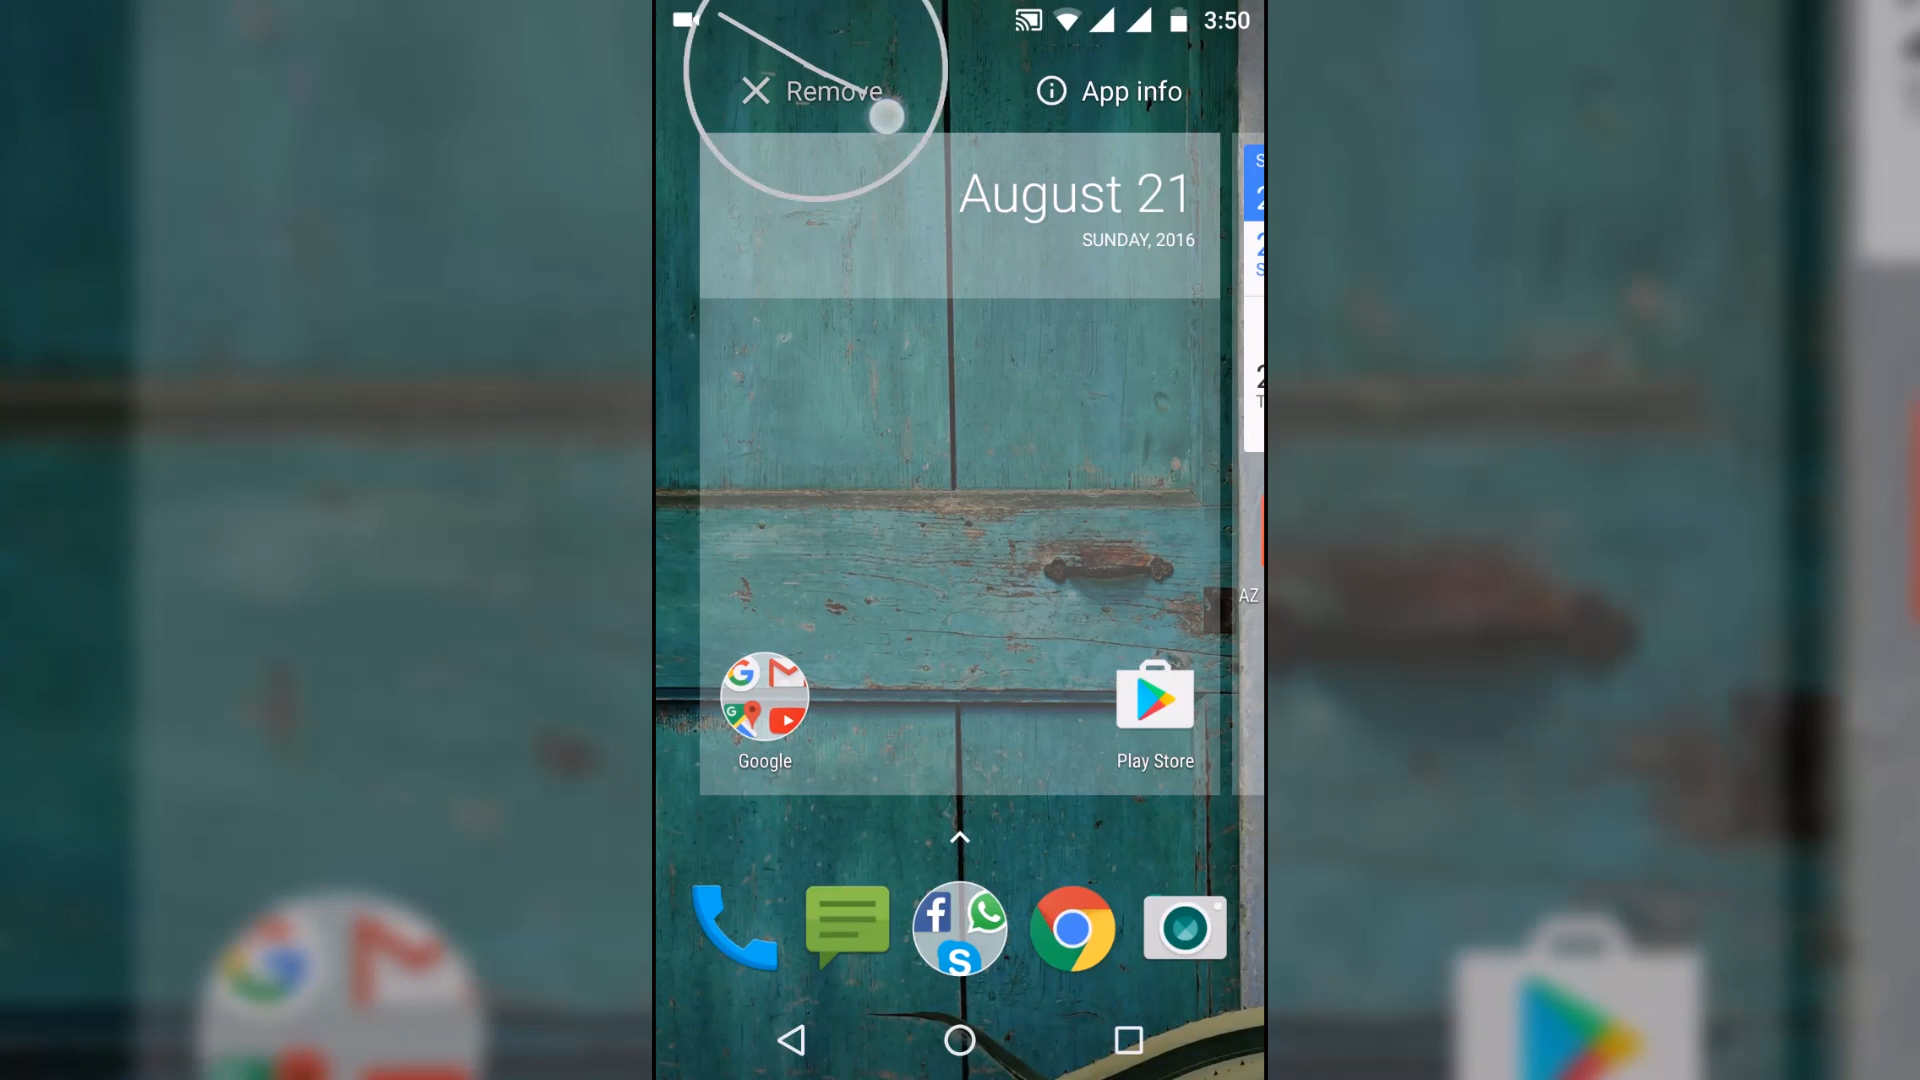 3:50
Remove
App info
August 21
SUNDAY, 2016
AZ
Google
Play Store